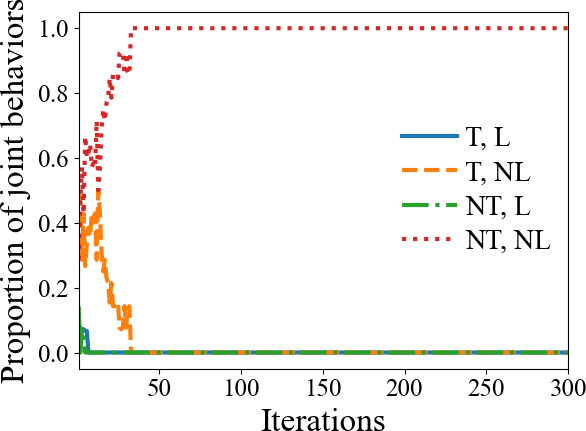 Proportion of joint behaviors
1.0
0.8
0.6
0.4
0.2
0.0
T, L
T, NL
NT, L
NT, NL
50 100 150 200 250 300
Iterations